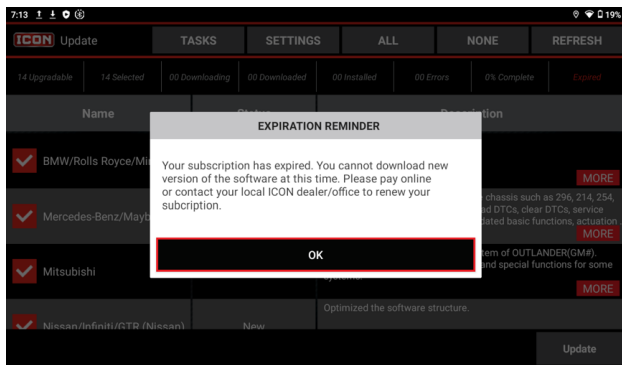 7:13
19%
ICON Update TASKS SETTINGS ALL NONE REFRESH
14 Upgradable 14 Selected 00 Downloading 00 Downloaded 00 Installed 00 Errors 0% Complete Expired
Name Status Description
EXPIRATION REMINDER
Your subscription has expired. You cannot download new
version of the software at this time. Please pay online
or contact your local ICON dealer/office to renew your
subcription.
OK
BMW/Rolls Royce/Mi
MORE
Mercedes-Benz/Mayb
chassis such as 296, 214, 254,
ad DTCs, clear DTCs, service
dated basic functions, actuation
MORE
Mitsubishi
tem of OUTLANDER(GM#).
and special functions for some
MORE
Nissan/Infiniti/GTR (Nissan) New
Optimized the software structure.
Update